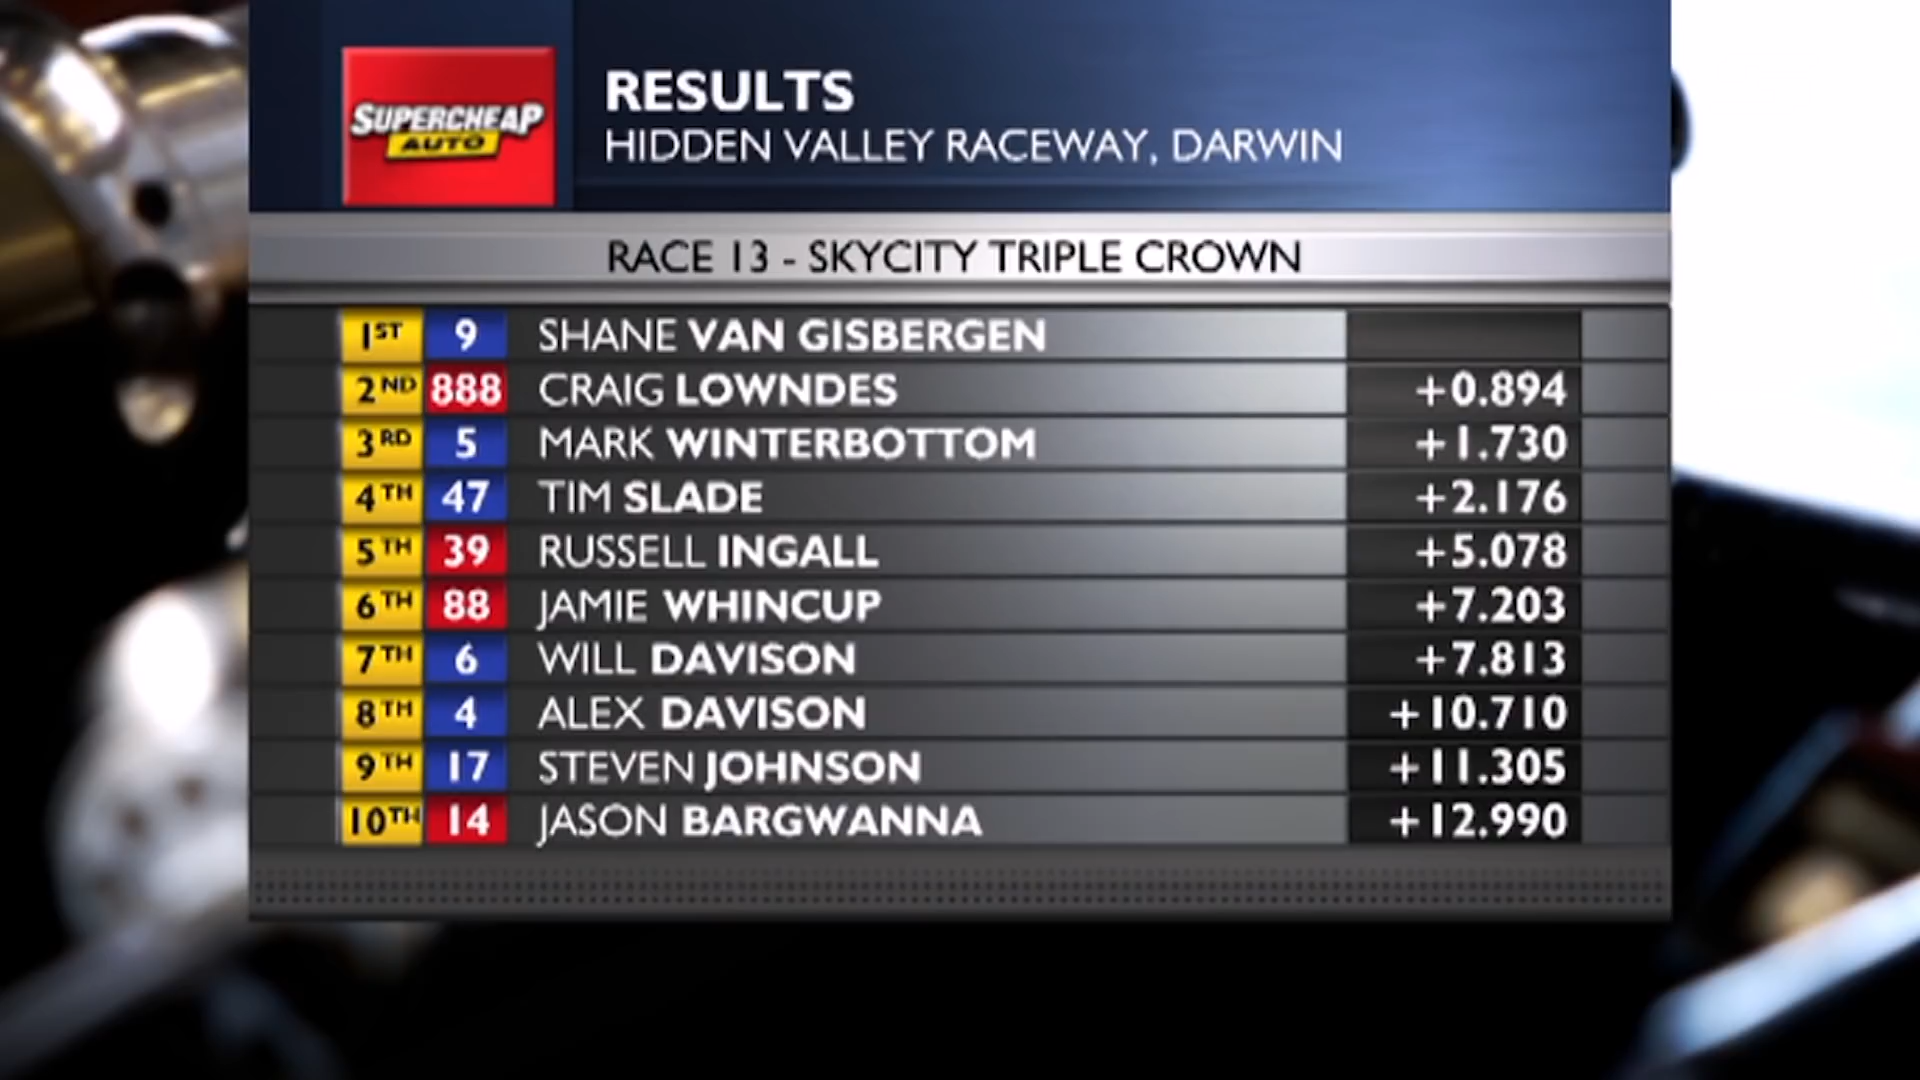 SUPERCHEAP
AUTO
RESULTS
HIDDEN VALLEY RACEWAY, DARWIN
RACE 13 - SKYCITY TRIPLE CROWN
1ST 9 SHANE VAN GISBERGEN
2ND 888 CRAIG LOWNDES +0.894
3RD 5 MARK WINTERBOTTOM +1.730
4TH 47 TIM SLADE +2.176
5TH 39 RUSSELL INGALL +5.078
6TH 88 JAMIE WHINCUP +7.203
7TH 6 WILL DAVISON +7.813
8TH 4 ALEX DAVISON +10.710
9TH 17 STEVEN JOHNSON +11.305
10TH 14 JASON BARGWANNA +12.990